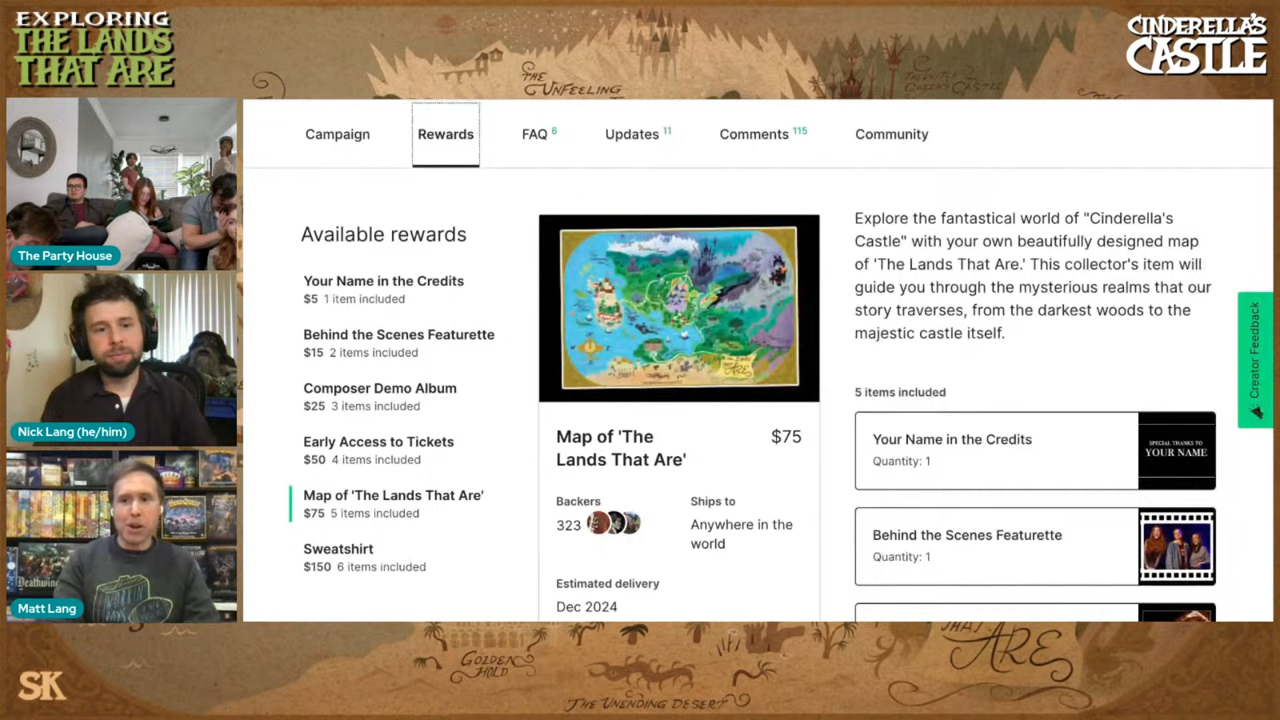 EXPLORING
THE LANDS
THAT ARE
CINDERELLA'S
CASTLE
THE
UNFEELING
The Party House
Nick Lang (he/him)
Matt Lang
Deathwing
Campaign
Rewards
FAQ 6
Updates 11
Comments 115
Community
Available rewards
Your Name in the Credits
$5 1 item included
Behind the Scenes Featurette
$15 2 items included
Composer Demo Album
$25 3 items included
Early Access to Tickets
$50 4 items included
Map of 'The Lands That Are'
$75 5 items included
Sweatshirt
$150 6 items included
Map of 'The
Lands That Are'
$75
Backers
323
Ships to
Anywhere in the
world
Estimated delivery
Dec 2024
Explore the fantastical world of "Cinderella's
Castle" with your own beautifully designed map
of 'The Lands That Are.' This collector's item will
guide you through the mysterious realms that our
story traverses, from the darkest woods to the
majestic castle itself.
5 items included
Your Name in the Credits
Quantity: 1
SPECIAL THANKS TO
YOUR NAME
Behind the Scenes Featurette
Quantity: 1
Creator Feedback
SK
GOLDEN
HOLD
THE UNENDING DESERT
THAT
ARE